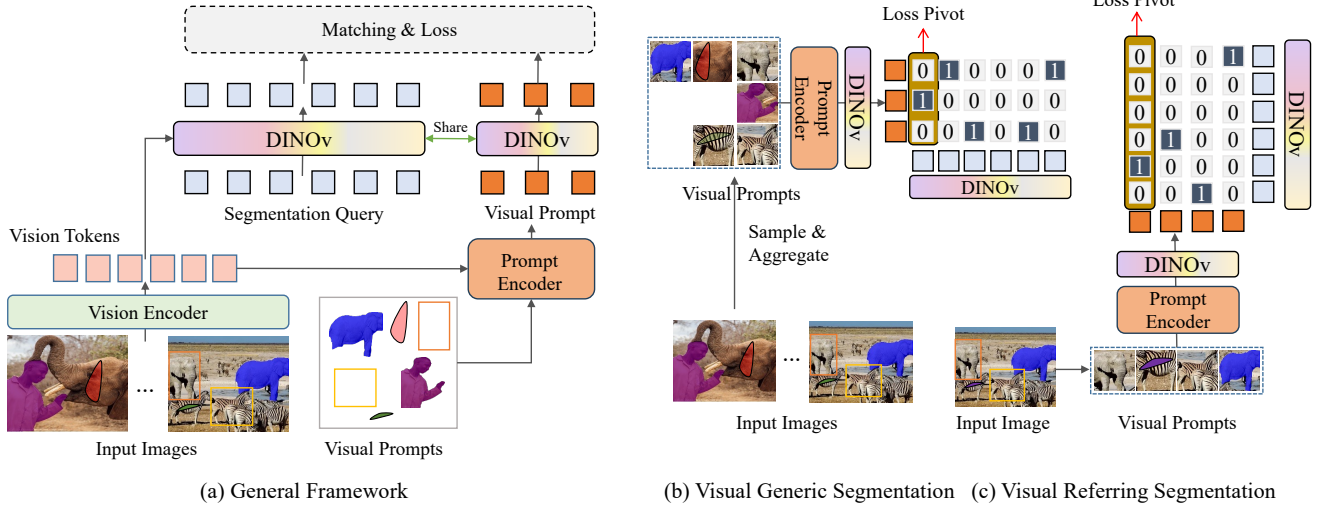 Matching & Loss
DINOv
Share
DINOv
Segmentation Query
Visual Prompt
Vision Tokens
Prompt
Encoder
Vision Encoder
...
Input Images
Visual Prompts
(a) General Framework
Loss Pivot
Prompt
Encoder
DINOv
0 1 0 0 0 1
1 0 0 0 0 0
0 0 1 0 1 0
DINOv
Visual Prompts
Sample &
Aggregate
...
Input Images
(b) Visual Generic Segmentation
Loss Pivot
0 0 0 1
0 0 0 0
0 0 0 0
0 1 0 0
1 0 0 0
0 0 1 0
DINOv
DINOv
Prompt
Encoder
Input Image
Visual Prompts
(c) Visual Referring Segmentation